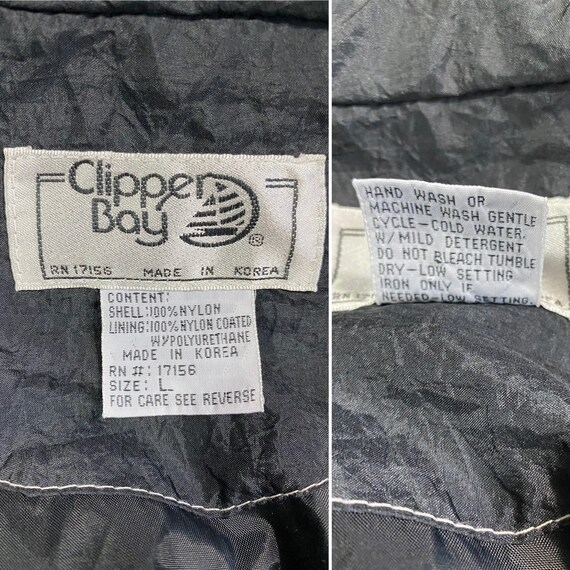 Clipper
Bay
®
RN 17156 MADE IN KOREA
CONTENT:
SHELL:100%NYLON
LINING:100%NYLON COATED
W/POLYURETHANE
MADE IN KOREA
RN #: 17156
SIZE: L
FOR CARE SEE REVERSE
HAND WASH OR
MACHINE WASH GENTLE
CYCLE-COLD WATER.
W/MILD DETERGENT
DO NOT BLEACH TUMBLE
DRY-LOW SETTING
IRON ONLY IF
NEEDED-LOW SETTING.